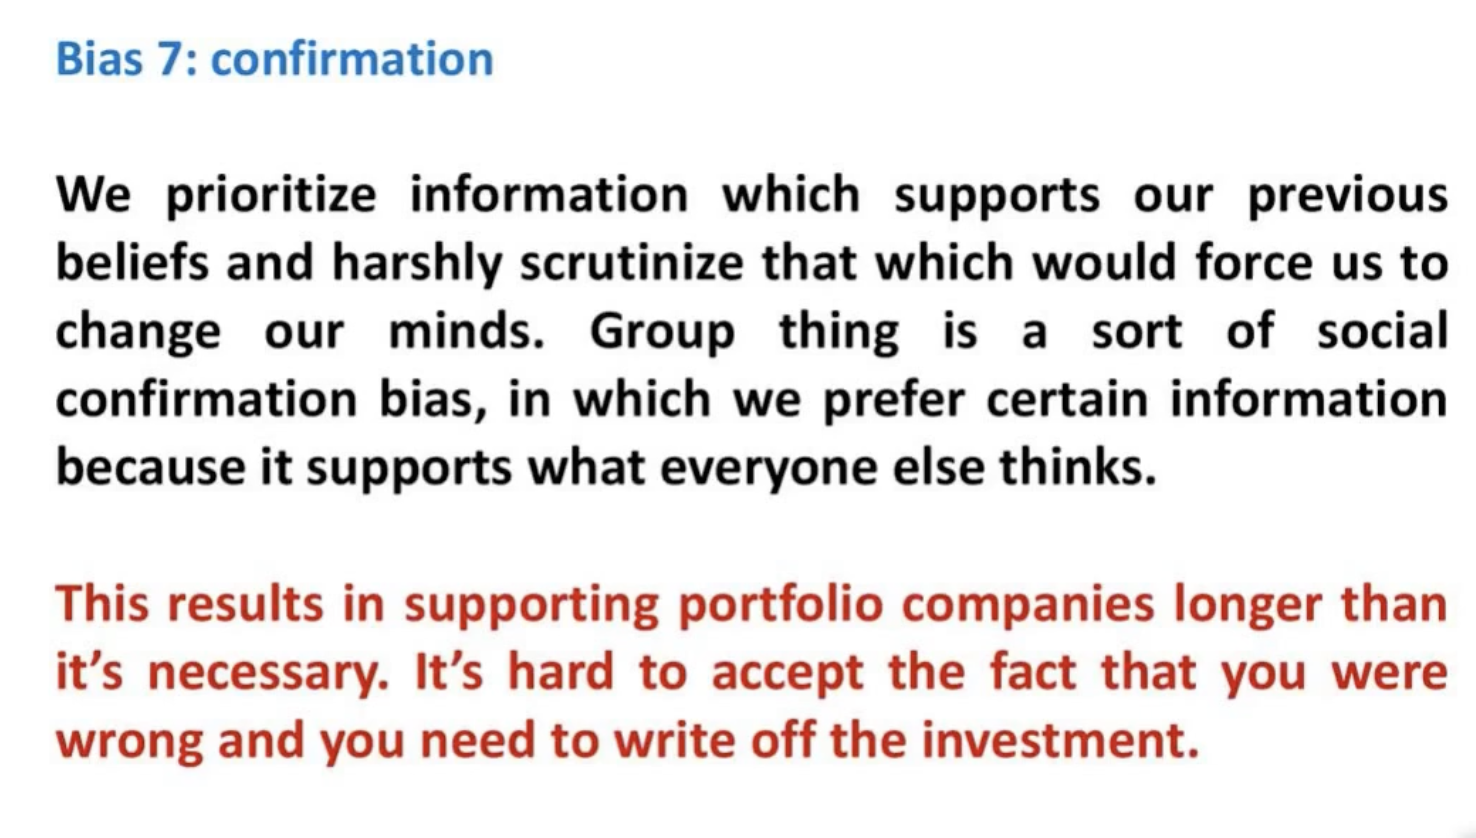 Bias 7: confirmation
We prioritize information which supports our previous
beliefs and harshly scrutinize that which would force us to
change our minds. Group thing is a sort of social
confirmation bias, in which we prefer certain information
because it supports what everyone else thinks.
This results in supporting portfolio companies longer than
it’s necessary. It’s hard to accept the fact that you were
wrong and you need to write off the investment.